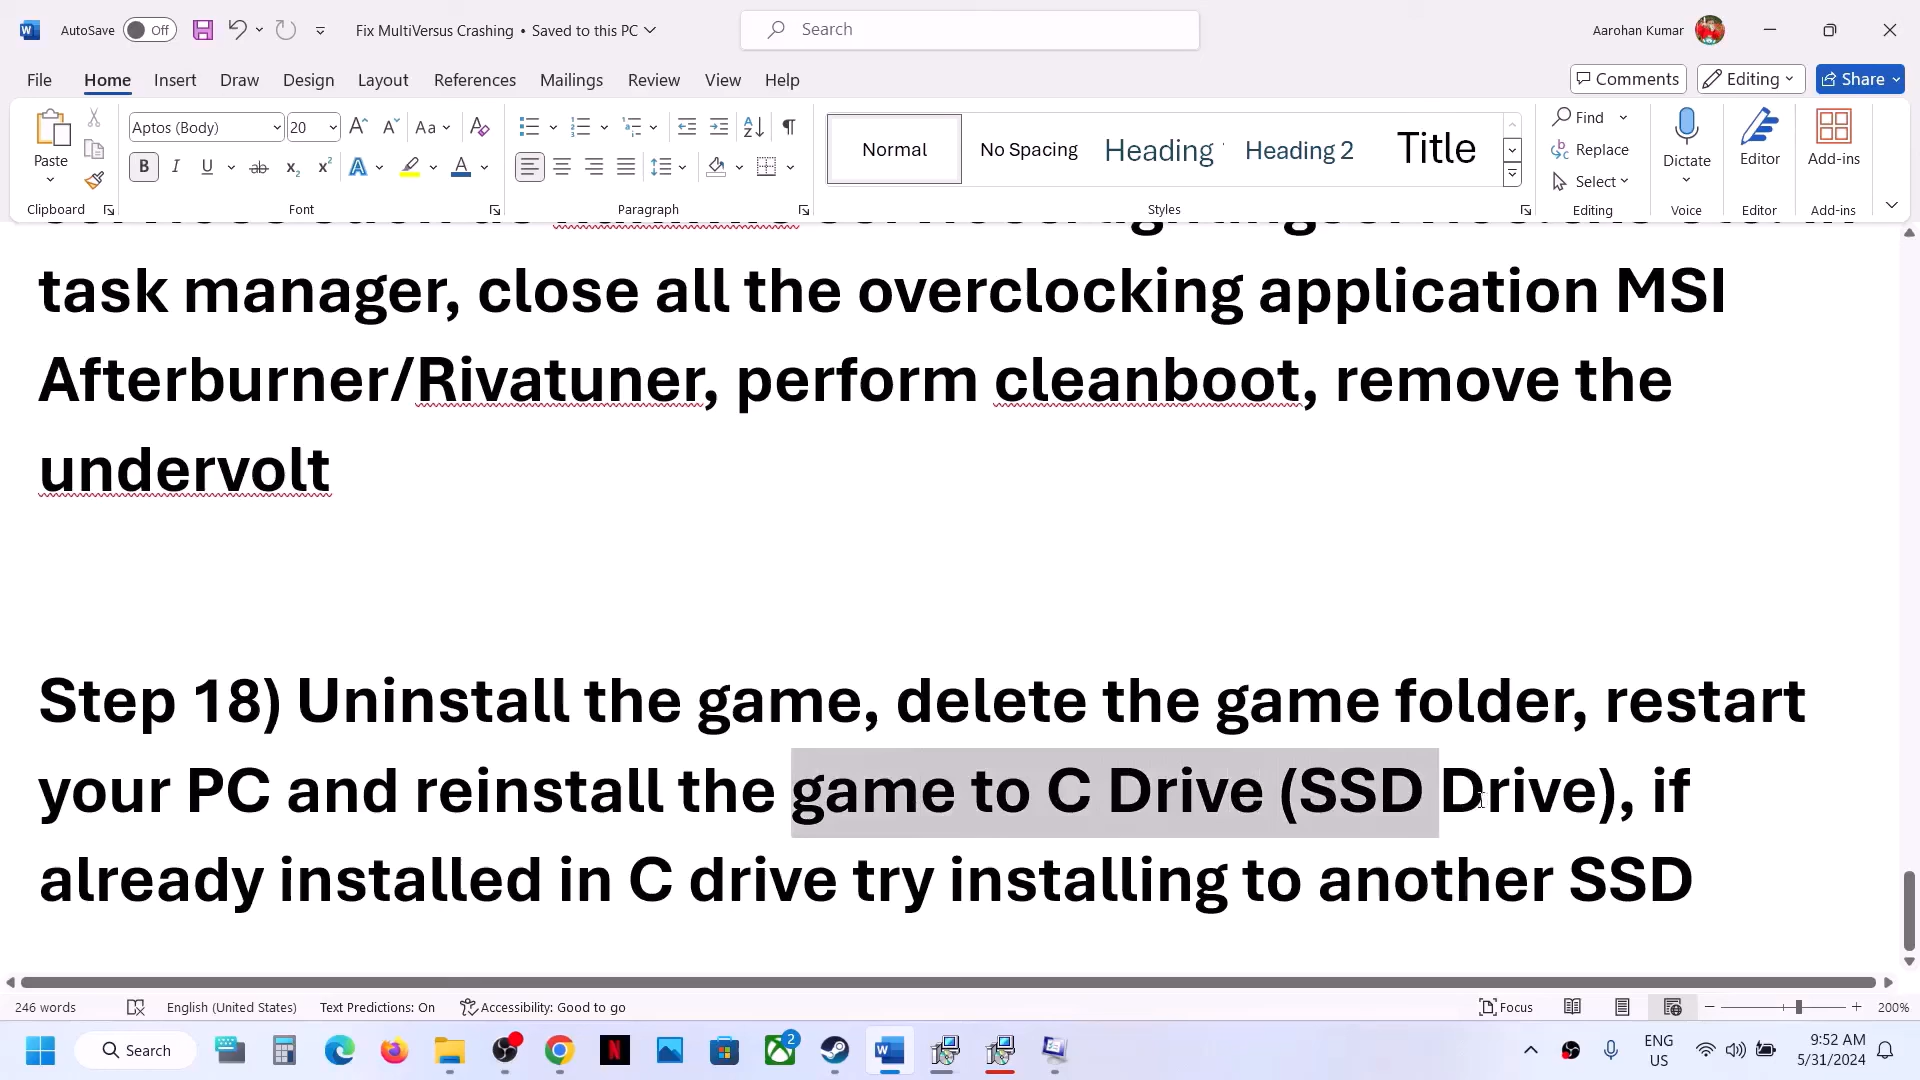 AutoSave Off Fix MultiVersus Crashing • Saved to this PC Search Aarohan Kumar
File Home Insert Draw Design Layout References Mailings Review View Help Comments Editing Share
Paste Aptos (Body) 20 Aa Normal No Spacing Heading Heading 2 Title Find Replace Select Dictate Editor Add-ins
Clipboard Font Paragraph Styles Editing Voice Editor Add-ins
task manager, close all the overclocking application MSI
Afterburner/Rivatuner, perform cleanboot, remove the
undervolt
Step 18) Uninstall the game, delete the game folder, restart
your PC and reinstall the game to C Drive (SSD Drive), if
already installed in C drive try installing to another SSD
246 words English (United States) Text Predictions: On Accessibility: Good to go Focus 200%
Search 2 ENG US 9:52 AM 5/31/2024